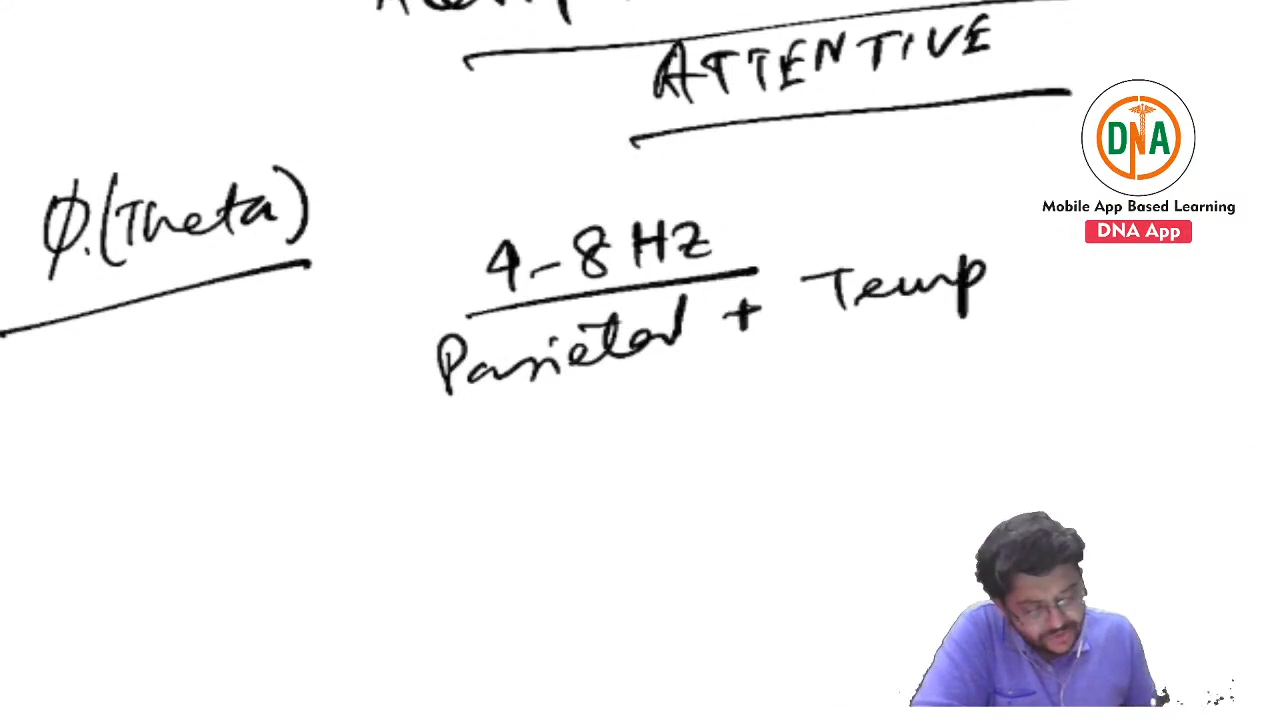 ATTENTIVE
DNA
Mobile App Based Learning
DNA App
φ.(Theta)
4-8 HZ
Parietal + Temp